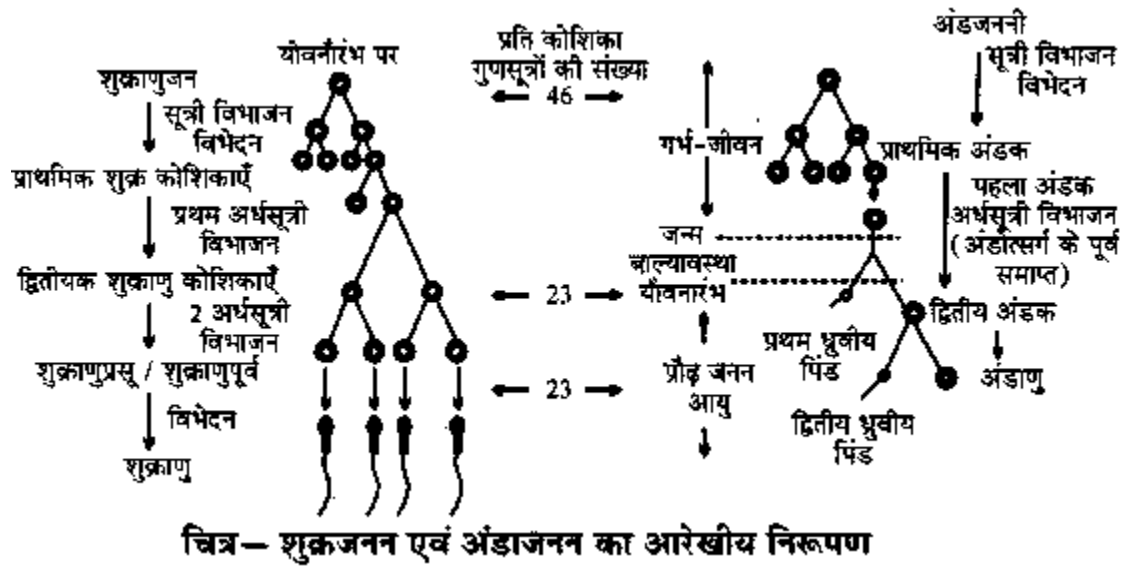 यौवनारंभ पर
प्रति कोशिका
गुणसूत्रों की संख्या
46
23
23
शुक्राणुजन
सूत्री विभाजन
विभेदन
प्राथमिक शुक्र कोशिकाएँ
प्रथम अर्धसूत्री
विभाजन
द्वितीयक शुक्राणु कोशिकाएँ
2 अर्धसूत्री
विभाजन
शुक्राणुप्रसू / शुक्राणुपूर्व
विभेदन
शुक्राणु
गर्भ-जीवन
जन्म
बाल्यावस्था
यौवनारंभ
प्रौढ़ जनन
आयु
अंडजननी
सूत्री विभाजन
विभेदन
प्राथमिक अंडक
पहला अंडक
अर्धसूत्री विभाजन
(अंडोत्सर्ग के पूर्व
समाप्त)
द्वितीय अंडक
प्रथम ध्रुवीय
पिंड
अंडाणु
द्वितीय ध्रुवीय
पिंड
चित्र— शुक्रजनन एवं अंडाजनन का आरेखीय निरूपण